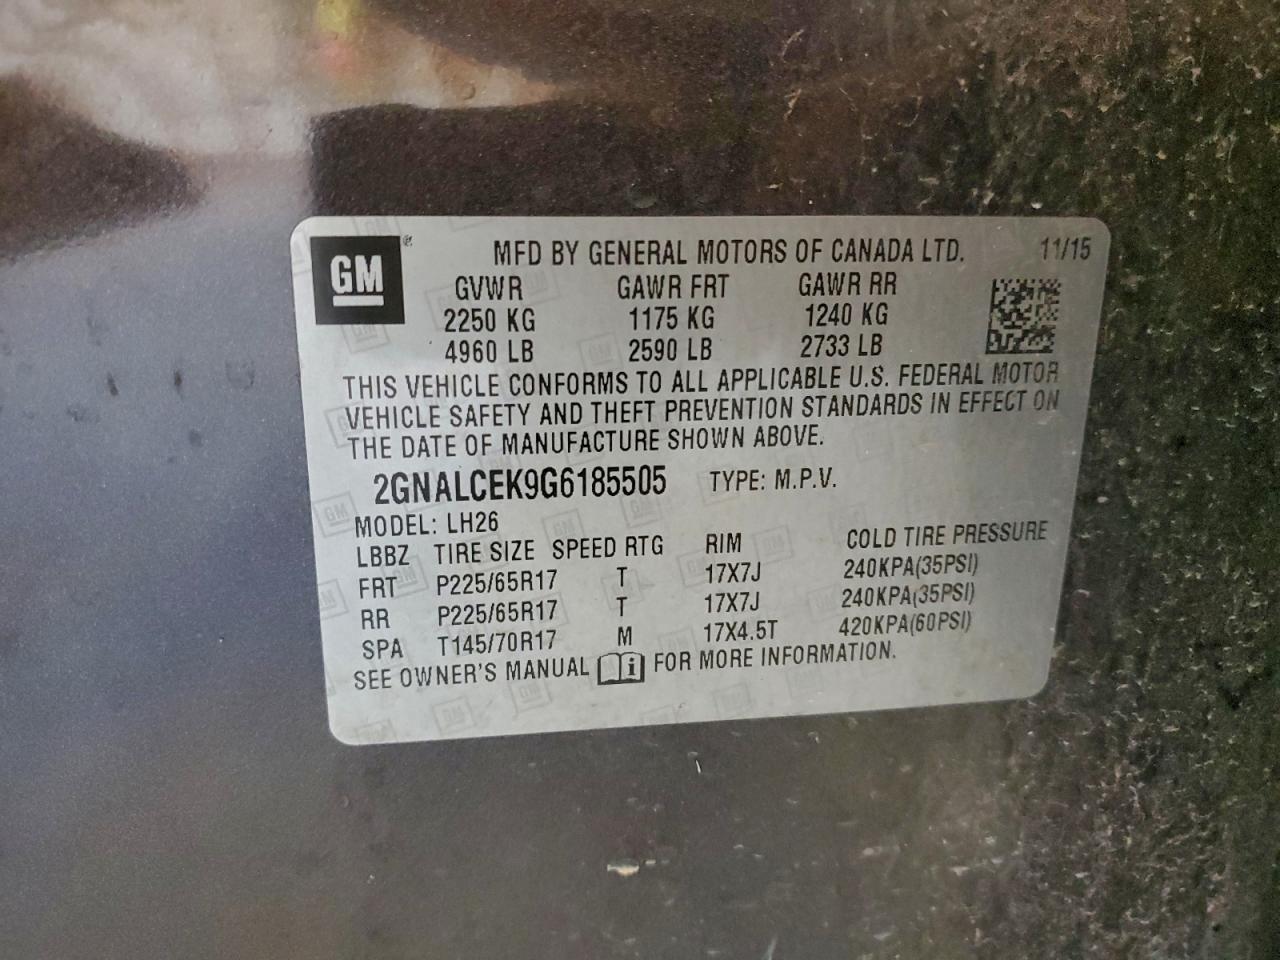 GM ® MFD BY GENERAL MOTORS OF CANADA LTD. 11/15
GVWR GAWR FRT GAWR RR
2250 KG 1175 KG 1240 KG
4960 LB 2590 LB 2733 LB
THIS VEHICLE CONFORMS TO ALL APPLICABLE U.S. FEDERAL MOTOR
VEHICLE SAFETY AND THEFT PREVENTION STANDARDS IN EFFECT ON
THE DATE OF MANUFACTURE SHOWN ABOVE.
2GNALCEK9G6185505 TYPE: M.P.V.
MODEL: LH26
LBBZ TIRE SIZE SPEED RTG RIM COLD TIRE PRESSURE
FRT P225/65R17 T 17X7J 240KPA(35PSI)
RR P225/65R17 T 17X7J 240KPA(35PSI)
SPA T145/70R17 M 17X4.5T 420KPA(60PSI)
SEE OWNER'S MANUAL i FOR MORE INFORMATION.